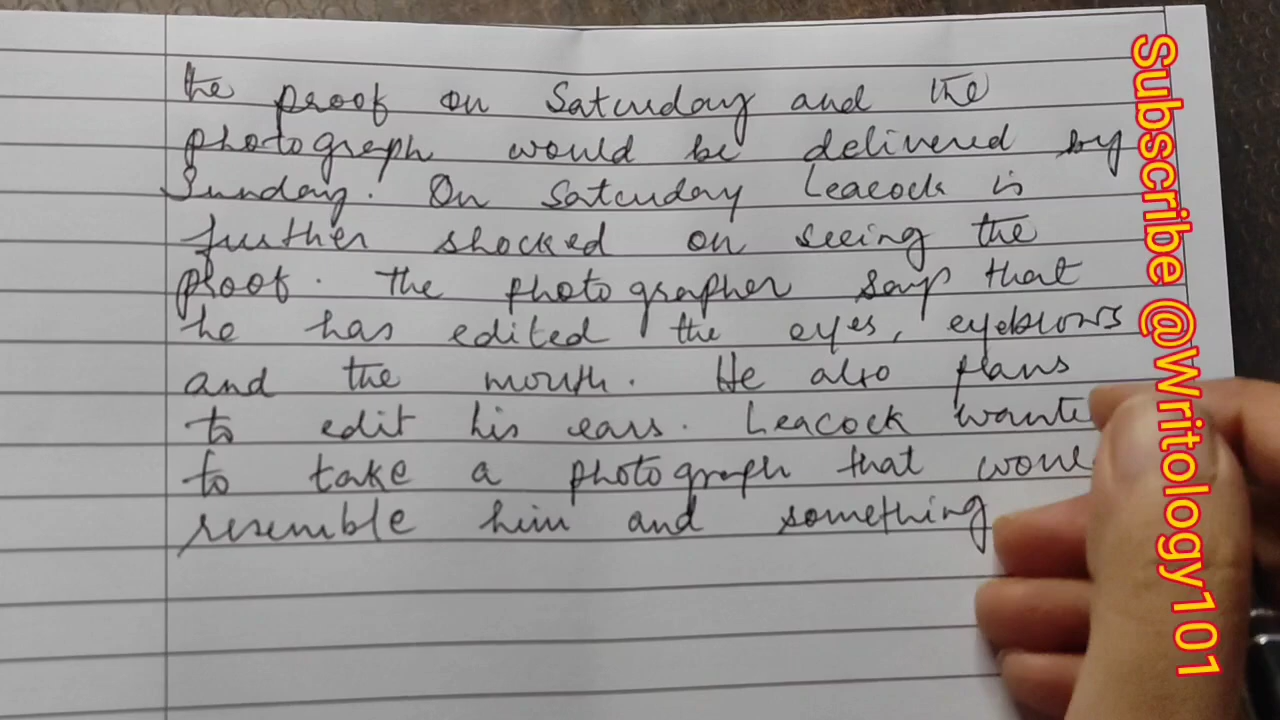 the proof on Saturday and the
photograph would be delivered by
Sunday. On Saturday Leacock is
further shocked on seeing the
proof. The photographer says that
he has edited the eyes, eyebrows
and the mouth. He also plans
to edit his ears. Leacock wante
to take a photograph that woul
resemble him and something
Subscribe @Writology101